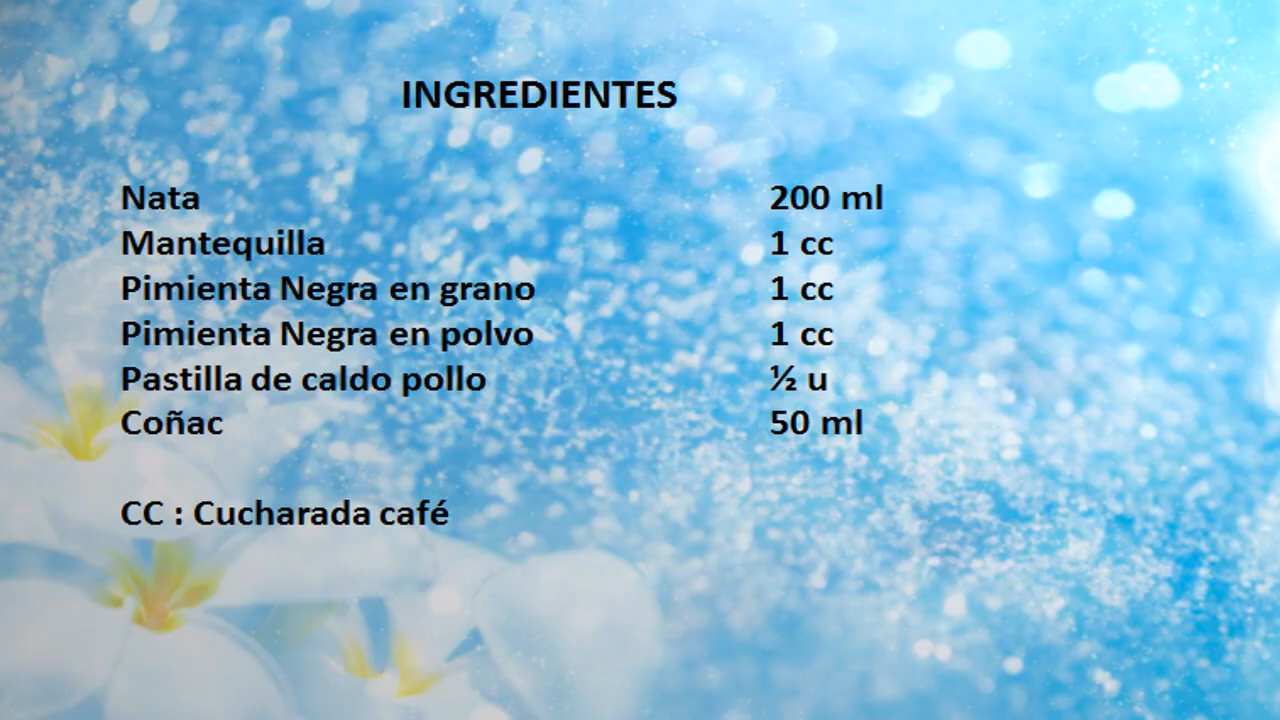 INGREDIENTES
Nata 200 ml
Mantequilla 1 cc
Pimienta Negra en grano 1 cc
Pimienta Negra en polvo 1 cc
Pastilla de caldo pollo ½ u
Coñac 50 ml
CC : Cucharada café